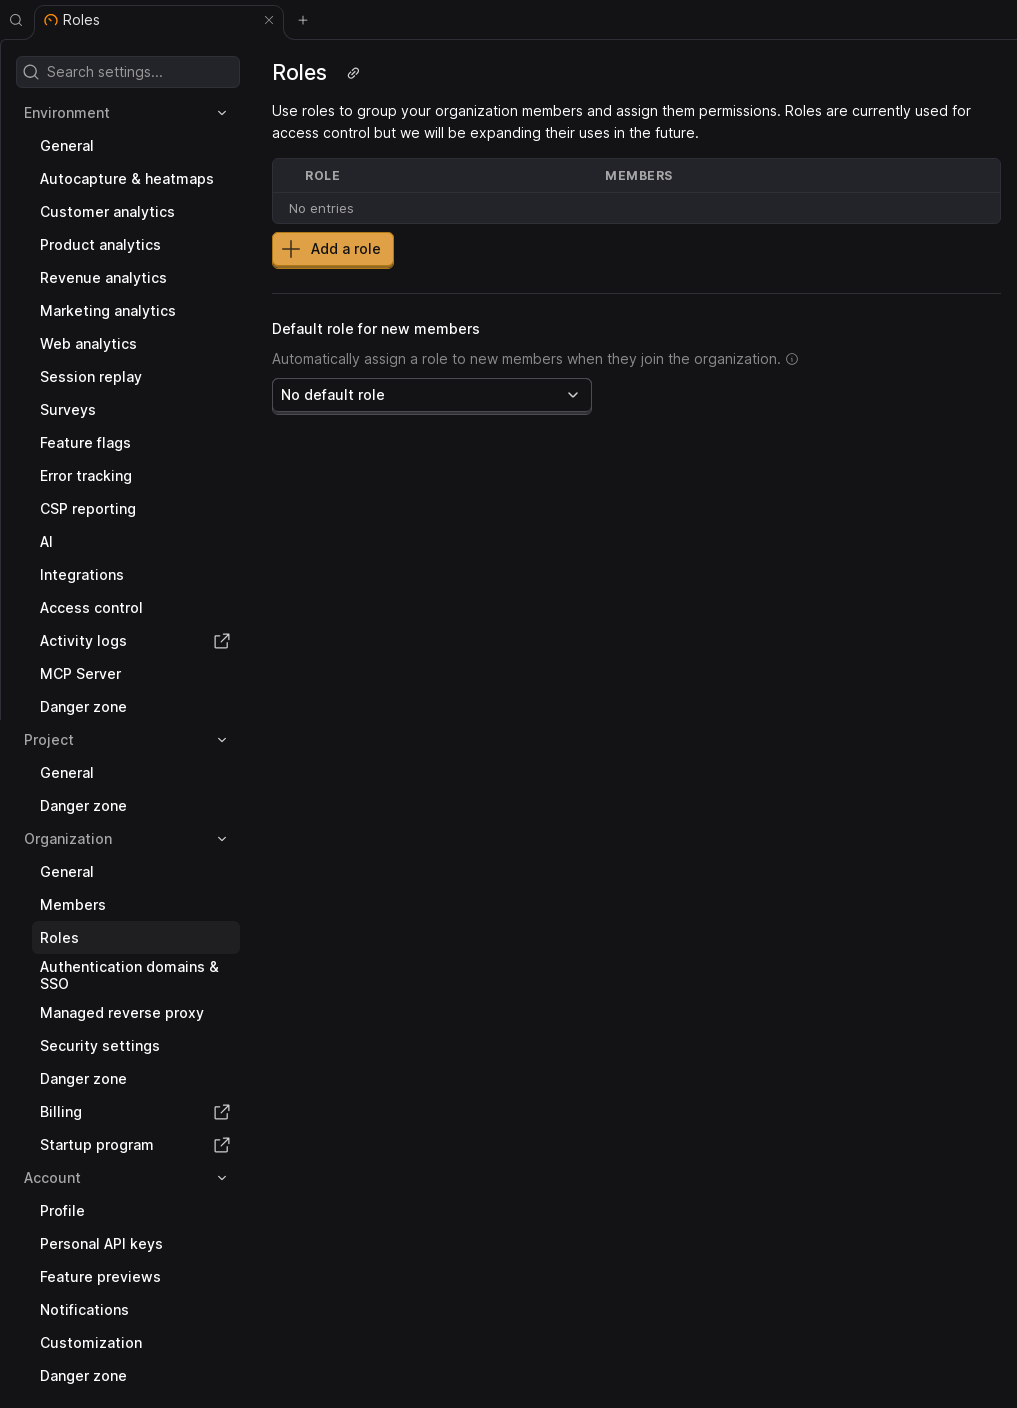 Roles
Search settings...
Environment
General
Autocapture & heatmaps
Customer analytics
Product analytics
Revenue analytics
Marketing analytics
Web analytics
Session replay
Surveys
Feature flags
Error tracking
CSP reporting
AI
Integrations
Access control
Activity logs
MCP Server
Danger zone
Project
General
Danger zone
Organization
General
Members
Roles
Authentication domains &
SSO
Managed reverse proxy
Security settings
Danger zone
Billing
Startup program
Account
Profile
Personal API keys
Feature previews
Notifications
Customization
Danger zone
Roles
Use roles to group your organization members and assign them permissions. Roles are currently used for
access control but we will be expanding their uses in the future.
ROLE MEMBERS
No entries
Add a role
Default role for new members
Automatically assign a role to new members when they join the organization.
No default role